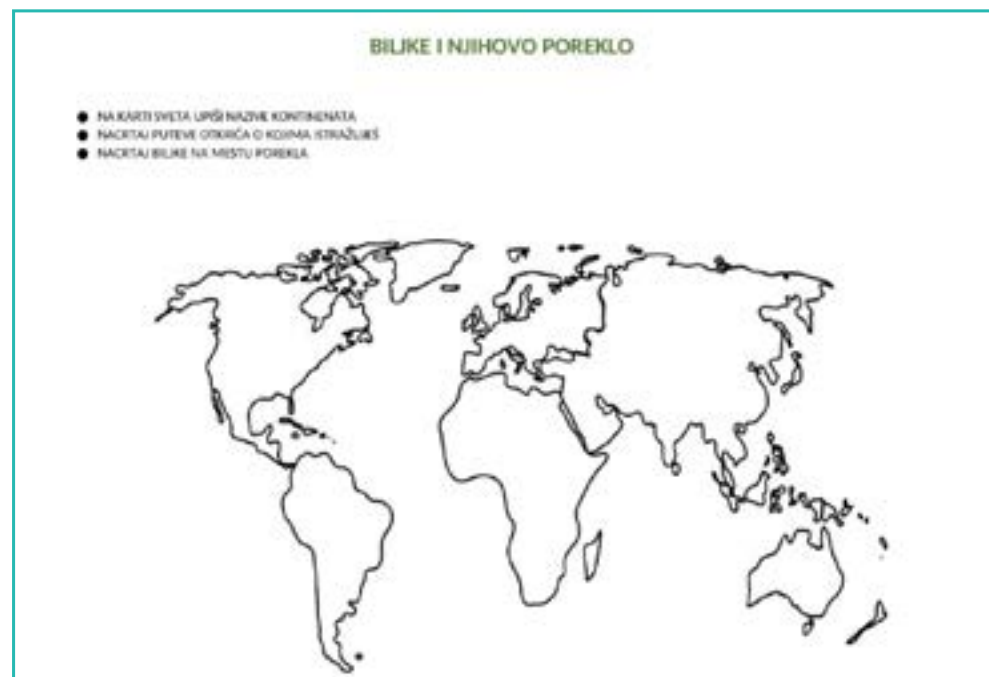 BILJKE I NJIHOVO POREKLO
NA KARTI SVETA UPIŠI NAZIVE KONTINENATA
NACRTAJ PUTEVE OTKRIĆA O KOJIMA ISTRAŽUJEŠ
NACRTAJ BILJKE NA MESTU POREKLA